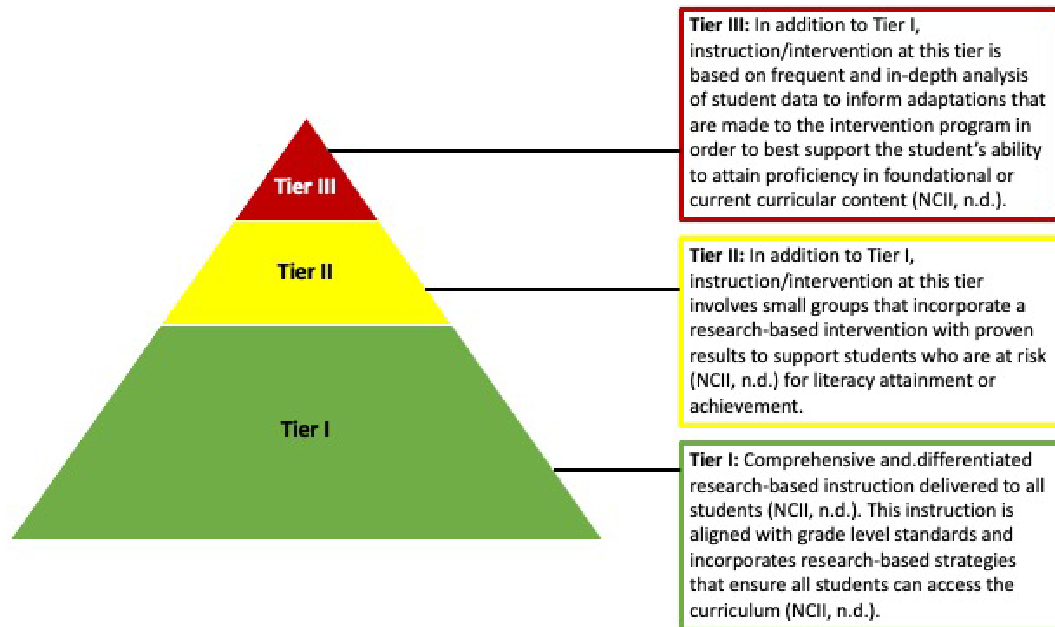 Tier III: In addition to Tier I,
instruction/intervention at this tier is
based on frequent and in-depth analysis
of student data to inform adaptations that
are made to the intervention program in
order to best support the student's ability
to attain proficiency in foundational or
current curricular content (NCII, n.d.).
Tier III
Tier II: In addition to Tier I,
instruction/intervention at this tier
involves small groups that incorporate a
research-based intervention with proven
results to support students who are at risk
(NCII, n.d.) for literacy attainment or
achievement.
Tier II
Tier I: Comprehensive and.differentiated
research-based instruction delivered to all
students (NCII, n.d.). This instruction is
aligned with grade level standards and
incorporates research-based strategies
that ensure all students can access the
curriculum (NCII, n.d.).
Tier I